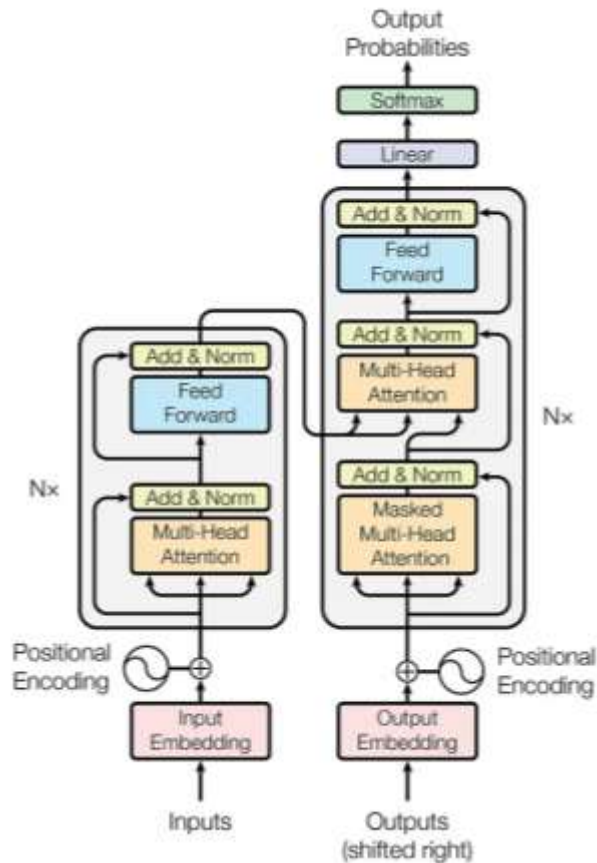 Output
Probabilities
Softmax
Linear
Add & Norm
Feed
Forward
Add & Norm
Multi-Head
Attention
Add & Norm
Masked
Multi-Head
Attention
N×
Add & Norm
Feed
Forward
Add & Norm
Multi-Head
Attention
N×
Positional
Encoding
Positional
Encoding
Input
Embedding
Output
Embedding
Inputs
Outputs
(shifted right)